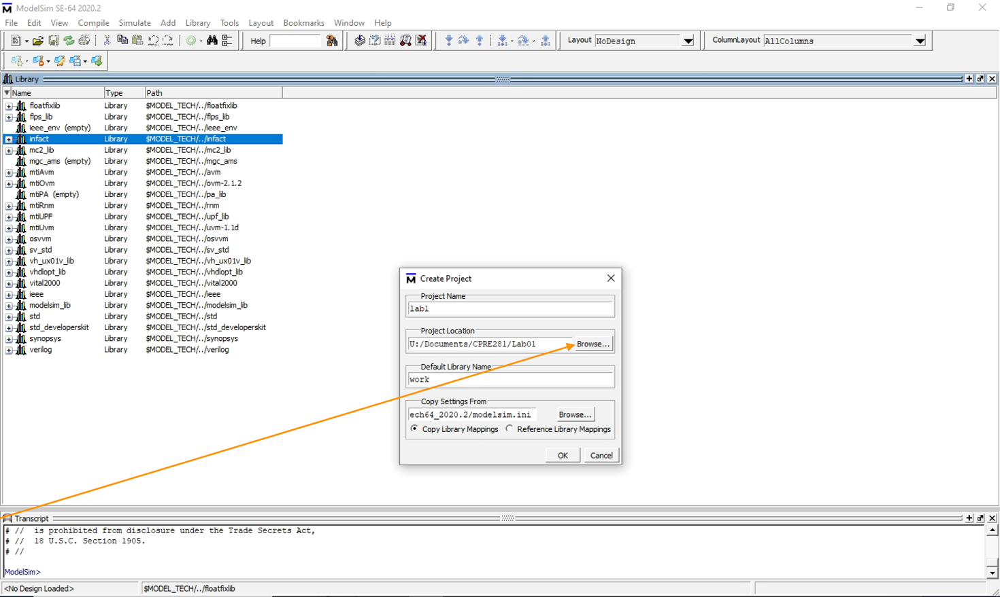 ModelSim SE-64 2020.2
File Edit View Compile Simulate Add Library Tools Layout Bookmarks Window Help
Help
Layout NoDesign
ColumnLayout AllColumns
Library
Name Type Path
floatfixlib Library $MODEL_TECH/../floatfixlib
flps_lib Library $MODEL_TECH/../flps_lib
ieee_env (empty) Library $MODEL_TECH/../ieee_env
infact Library $MODEL_TECH/../infact
mc2_lib Library $MODEL_TECH/../mc2_lib
mgc_ams (empty) Library $MODEL_TECH/../mgc_ams
mtiAvm Library $MODEL_TECH/../avm
mtiOvm Library $MODEL_TECH/../ovm-2.1.2
mtiPA (empty) Library $MODEL_TECH/../pa_lib
mtiRnm Library $MODEL_TECH/../rnm
mtiUPF Library $MODEL_TECH/../upf_lib
mtiUvm Library $MODEL_TECH/../uvm-1.1d
osvvm Library $MODEL_TECH/../osvvm
sv_std Library $MODEL_TECH/../sv_std
vh_ux01v_lib Library $MODEL_TECH/../vh_ux01v_lib
vhdlopt_lib Library $MODEL_TECH/../vhdlopt_lib
vital2000 Library $MODEL_TECH/../vital2000
ieee Library $MODEL_TECH/../ieee
modelsim_lib Library $MODEL_TECH/../modelsim_lib
std Library $MODEL_TECH/../std
std_developerskit Library $MODEL_TECH/../std_developerskit
synopsys Library $MODEL_TECH/../synopsys
verilog Library $MODEL_TECH/../verilog
Create Project
Project Name
lab1
Project Location
U:/Documents/CPRE281/Lab01 Browse...
Default Library Name
work
Copy Settings From
ech64_2020.2/modelsim.ini Browse...
Copy Library Mappings Reference Library Mappings
OK Cancel
Transcript
# // is prohibited from disclosure under the Trade Secrets Act,
# // 18 U.S.C. Section 1905.
# //
ModelSim>
<No Design Loaded> $MODEL_TECH/../floatfixlib